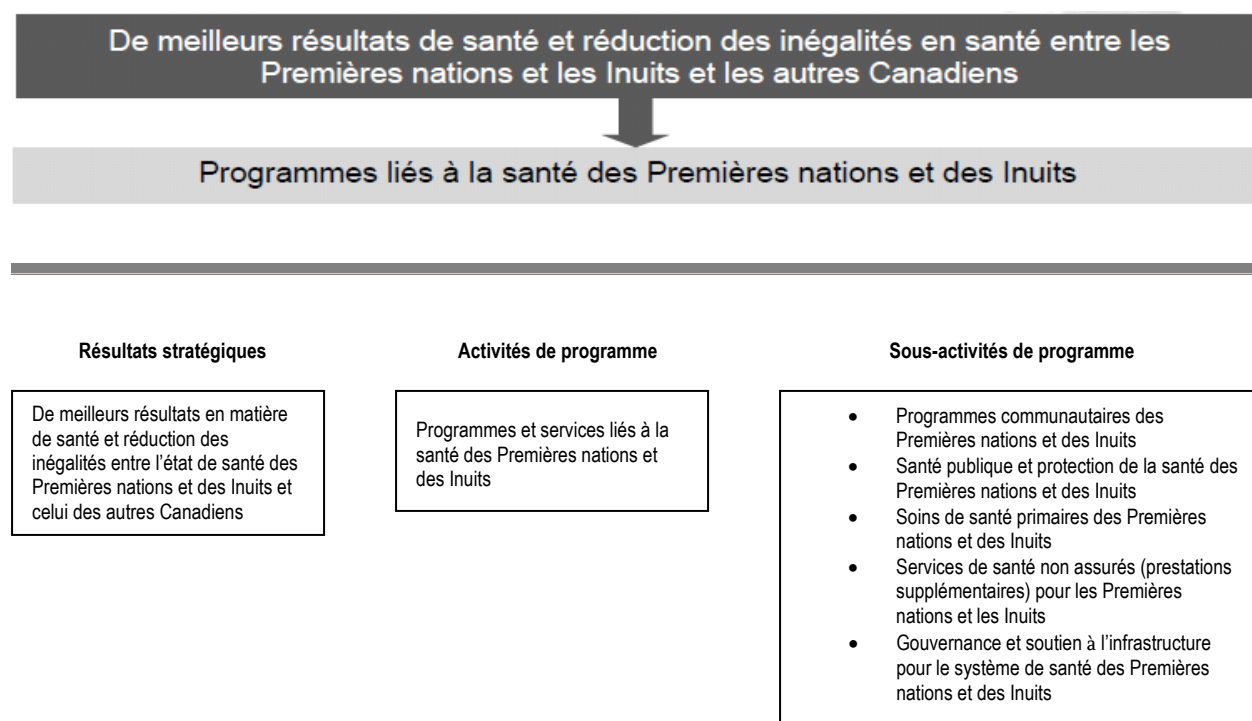 De meilleurs résultats de santé et réduction des inégalités en santé entre les
Premières nations et les Inuits et les autres Canadiens
Programmes liés à la santé des Premières nations et des Inuits
Résultats stratégiques
De meilleurs résultats en matière
de santé et réduction des
inégalités entre l'état de santé des
Premières nations et des Inuits et
celui des autres Canadiens
Activités de programme
Programmes et services liés à la
santé des Premières nations et
des Inuits
Sous-activités de programme
• Programmes communautaires des
Premières nations et des Inuits
• Santé publique et protection de la santé des
Premières nations et des Inuits
• Soins de santé primaires des Premières
nations et des Inuits
• Services de santé non assurés (prestations
supplémentaires) pour les Premières
nations et les Inuits
• Gouvernance et soutien à l'infrastructure
pour le système de santé des Premières
nations et des Inuits